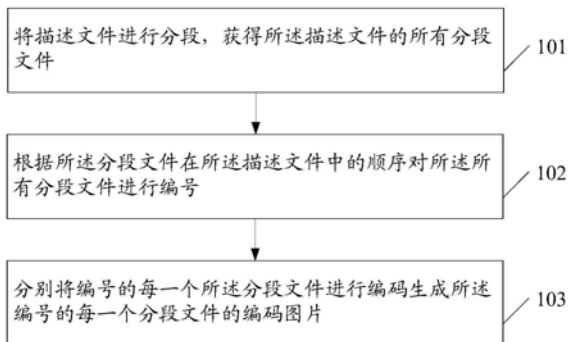 将描述文件进行分段，获得所述描述文件的所有分段
文件
101
根据所述分段文件在所述描述文件中的顺序对所述所
有分段文件进行编号
102
分别将编号的每一个所述分段文件进行编码生成所述
编号的每一个分段文件的编码图片
103